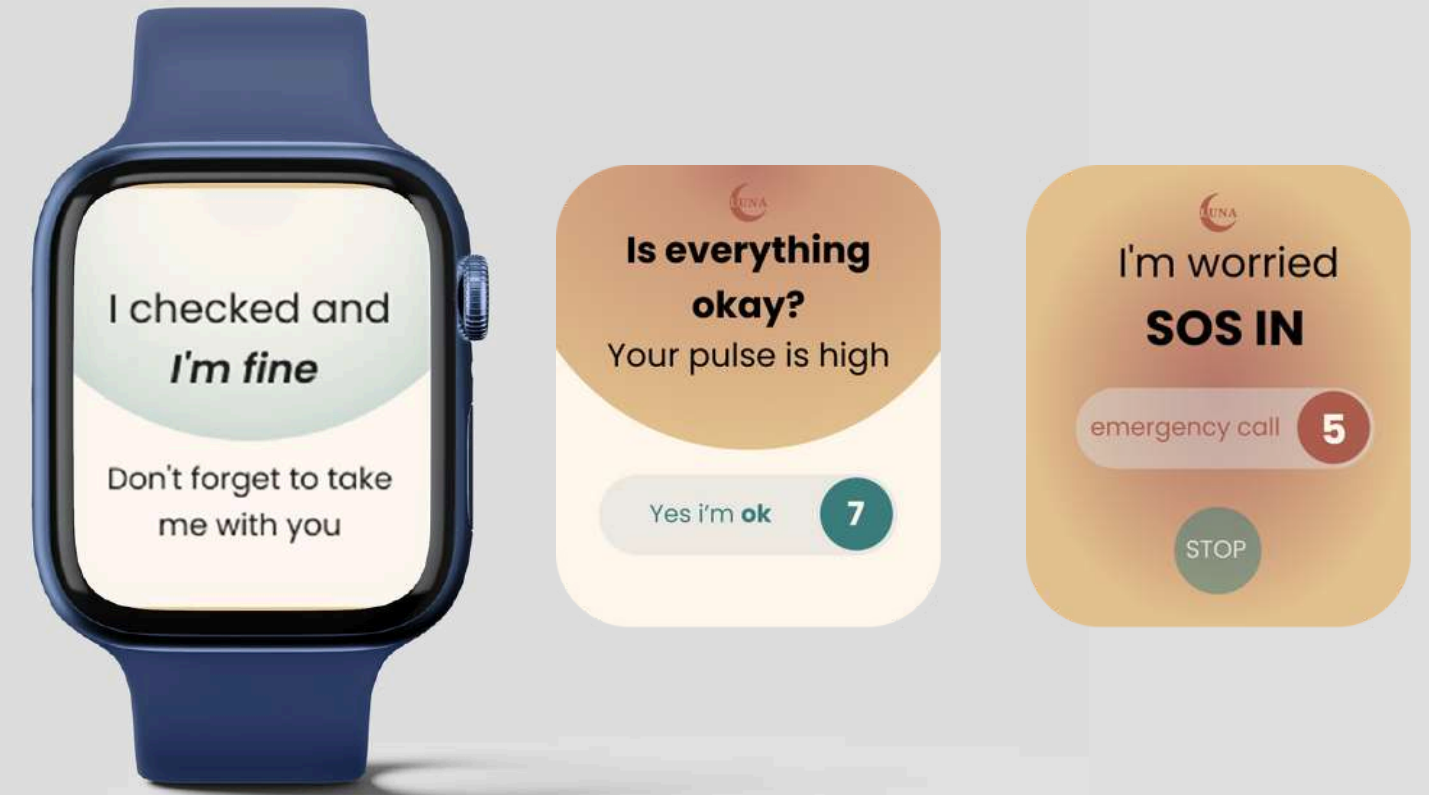 I checked and
I'm fine
Don't forget to take
me with you
LUNA
Is everything
okay?
Your pulse is high
Yes i'm ok
7
LUNA
I'm worried
SOS IN
emergency call
5
STOP